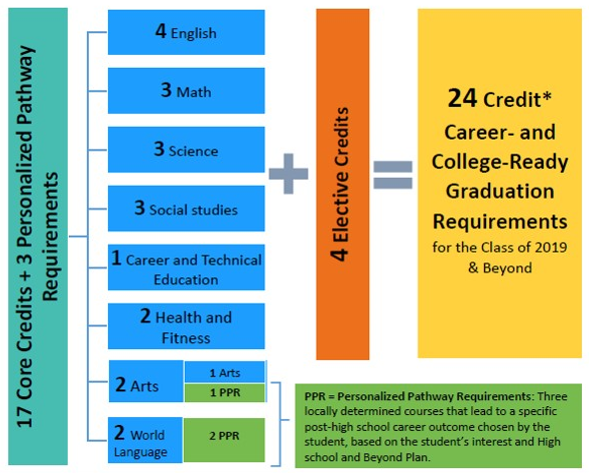 17 Core Credits + 3 Personalized Pathway
Requirements
4 English
3 Math
3 Science
3 Social studies
1 Career and Technical
Education
2 Health and
Fitness
2 Arts
1 Arts
1 PPR
2 World
Language
2 PPR
+
4 Elective Credits
=
24 Credit*
Career- and
College-Ready
Graduation
Requirements
for the Class of 2019
& Beyond
PPR = Personalized Pathway Requirements: Three
locally determined courses that lead to a specific
post-high school career outcome chosen by the
student, based on the student's interest and High
school and Beyond Plan.